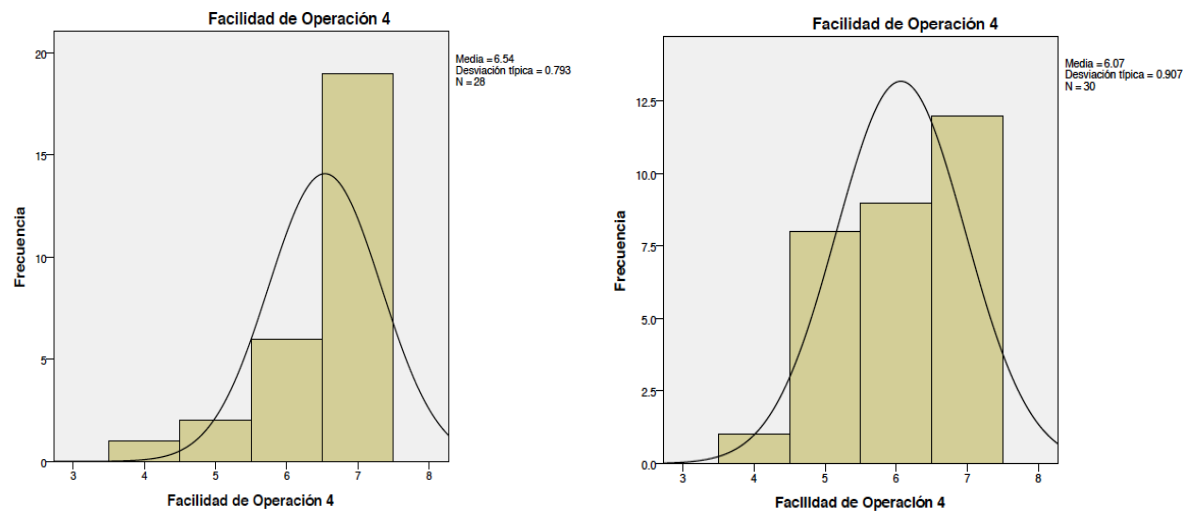 Facilidad de Operación 4
Media =6.54
Desviación típica = 0.793
N = 28
20
15
10
5
0
Frecuencia
3 4 5 6 7 8
Facilidad de Operación 4
Facilidad de Operación 4
Media =6.07
Desviación típica = 0.907
N = 30
12.5
10.0
7.5
5.0
2.5
0.0
Frecuencia
3 4 5 6 7 8
Facilidad de Operación 4